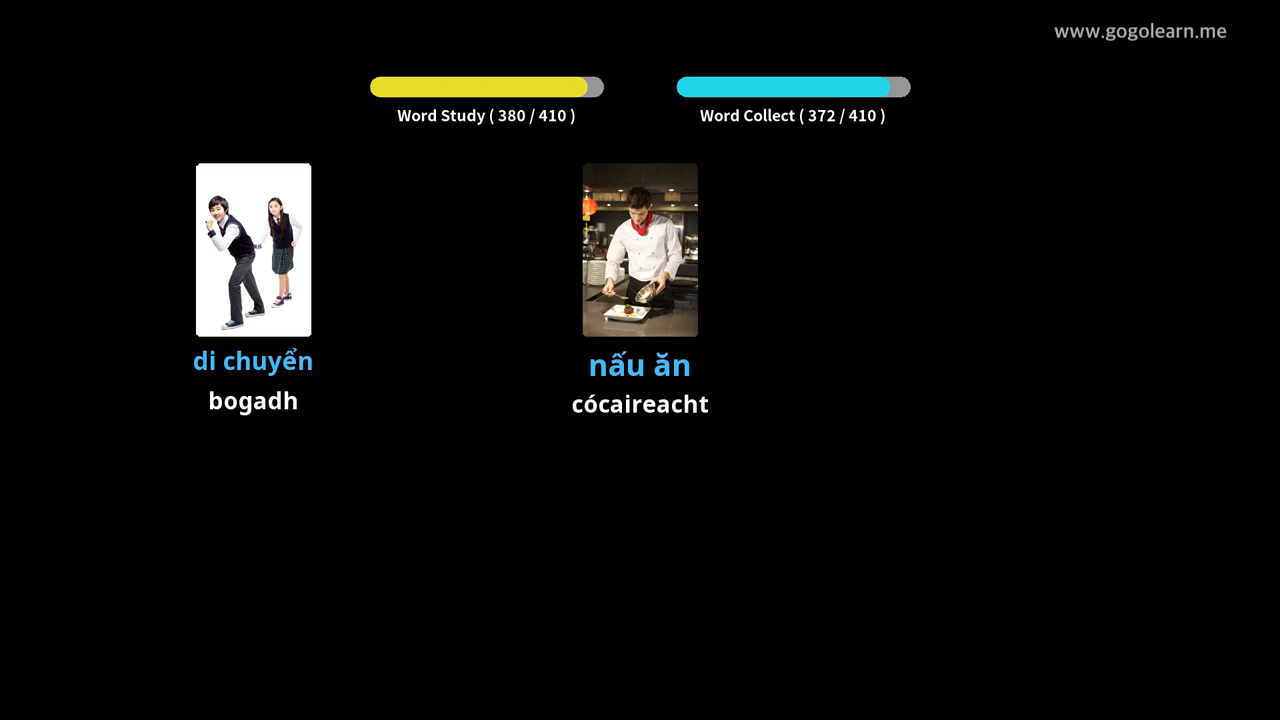 www.gogolearn.me
Word Study ( 380 / 410 )
Word Collect ( 372 / 410 )
di chuyển
bogadh
nấu ăn
cócaireacht